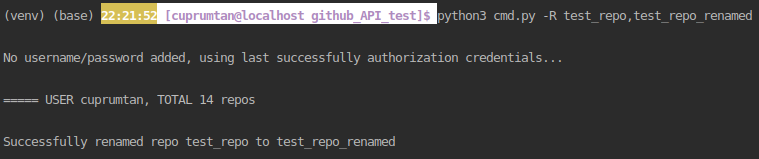 (venv) (base) 22:21:52 [cuprumtan@localhost github_API_test]$ python3 cmd.py -R test_repo,test_repo_renamed
No username/password added, using last successfully authorization credentials...
===== USER cuprumtan, TOTAL 14 repos
Successfully renamed repo test_repo to test_repo_renamed